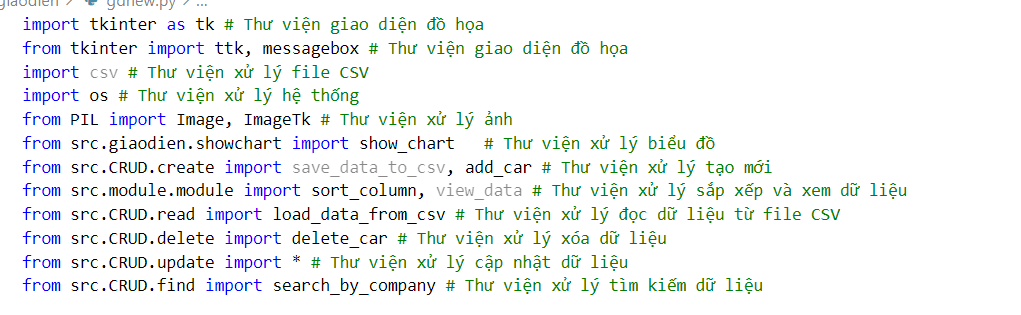 giaodien > gdnew.py > ...
import tkinter as tk # Thư viện giao diện đồ họa
from tkinter import ttk, messagebox # Thư viện giao diện đồ họa
import csv # Thư viện xử lý file CSV
import os # Thư viện xử lý hệ thống
from PIL import Image, ImageTk # Thư viện xử lý ảnh
from src.giaodien.showchart import show_chart   # Thư viện xử lý biểu đồ
from src.CRUD.create import save_data_to_csv, add_car # Thư viện xử lý tạo mới
from src.module.module import sort_column, view_data # Thư viện xử lý sắp xếp và xem dữ liệu
from src.CRUD.read import load_data_from_csv # Thư viện xử lý đọc dữ liệu từ file CSV
from src.CRUD.delete import delete_car # Thư viện xử lý xóa dữ liệu
from src.CRUD.update import * # Thư viện xử lý cập nhật dữ liệu
from src.CRUD.find import search_by_company # Thư viện xử lý tìm kiếm dữ liệu